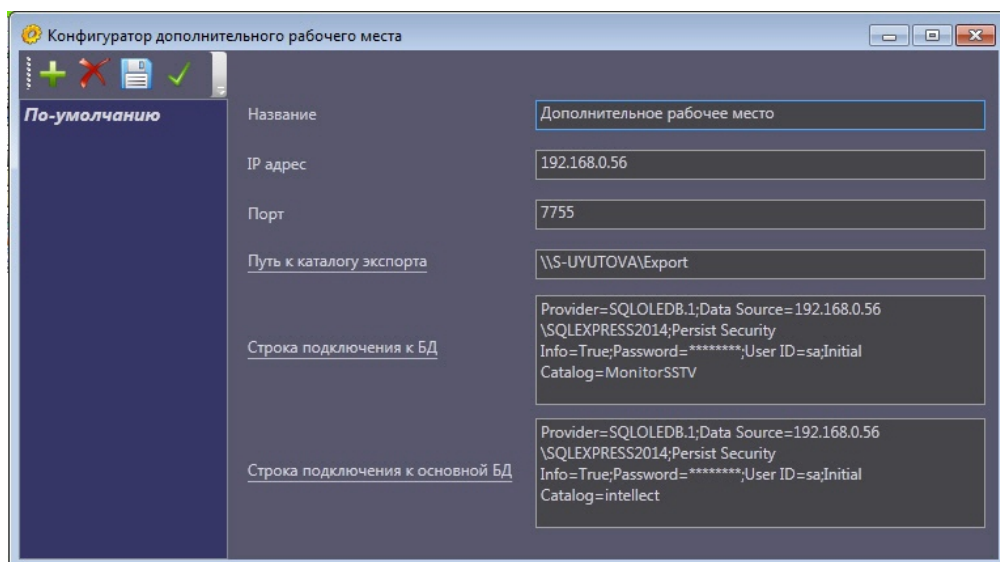 Конфигуратор дополнительного рабочего места
По-умолчанию
Название
Дополнительное рабочее место
IP адрес
192.168.0.56
Порт
7755
Путь к каталогу экспорта
\\S-UYUTOVA\Export
Строка подключения к БД
Provider=SQLOLEDB.1;Data Source=192.168.0.56
\SQLEXPRESS2014;Persist Security
Info=True;Password=********;User ID=sa;Initial
Catalog=MonitorSSTV
Строка подключения к основной БД
Provider=SQLOLEDB.1;Data Source=192.168.0.56
\SQLEXPRESS2014;Persist Security
Info=True;Password=********;User ID=sa;Initial
Catalog=intellect